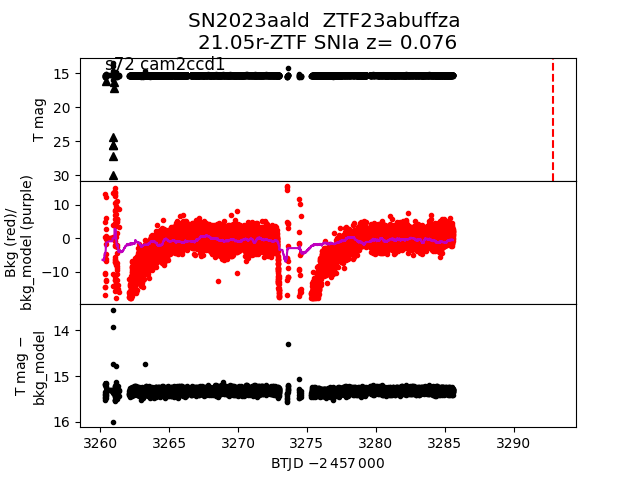 SN2023aald  ZTF23abuffza
21.05r-ZTF SNIa z= 0.076
s72 cam2ccd1
T mag
15
20
25
30
Bkg (red)/
bkg_model (purple)
10
0
−10
T mag −
bkg_model
14
15
16
3260
3265
3270
3275
3280
3285
3290
BTJD −2 457 000